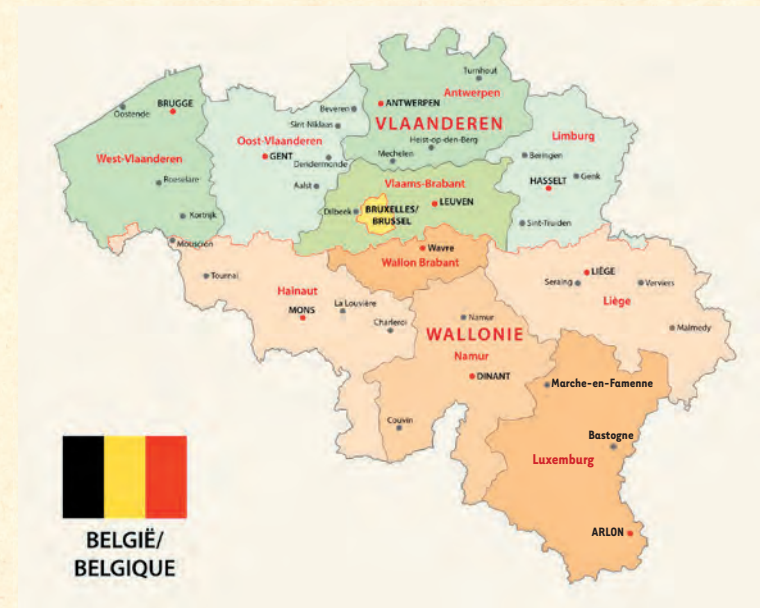 Turnhout
Antwerpen
BRUGGE
Oostende
Beveren
ANTWERPEN
Sint-Niklaas
VLAANDEREN
Limburg
Oost-Vlaanderen
Heist-op-den-Berg
GENT
Mechelen
Beringen
West-Vlaanderen
Dendermonde
Genk
Roeselare
Aalst
Vlaams-Brabant
HASSELT
LEUVEN
Dilbeek
BRUXELLES/
BRUSSEL
Kortrijk
Sint-Truiden
Mouscron
Wavre
Wallon Brabant
Tournai
LIÈGE
Seraing
Verviers
Hainaut
Liège
La Louvière
MONS
Charleroi
Namur
Malmedy
WALLONIE
Namur
DINANT
Marche-en-Famenne
Couvin
Bastogne
Luxemburg
ARLON
BELGIË/
BELGIQUE